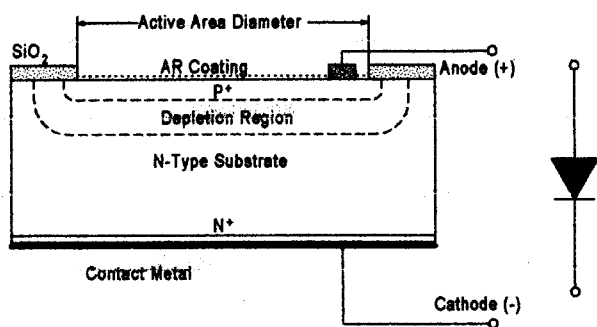 Active Area Diameter
SiO₂
AR Coating
Anode (+)
P⁺
Depletion Region
N-Type Substrate
N⁺
Contact Metal
Cathode (-)